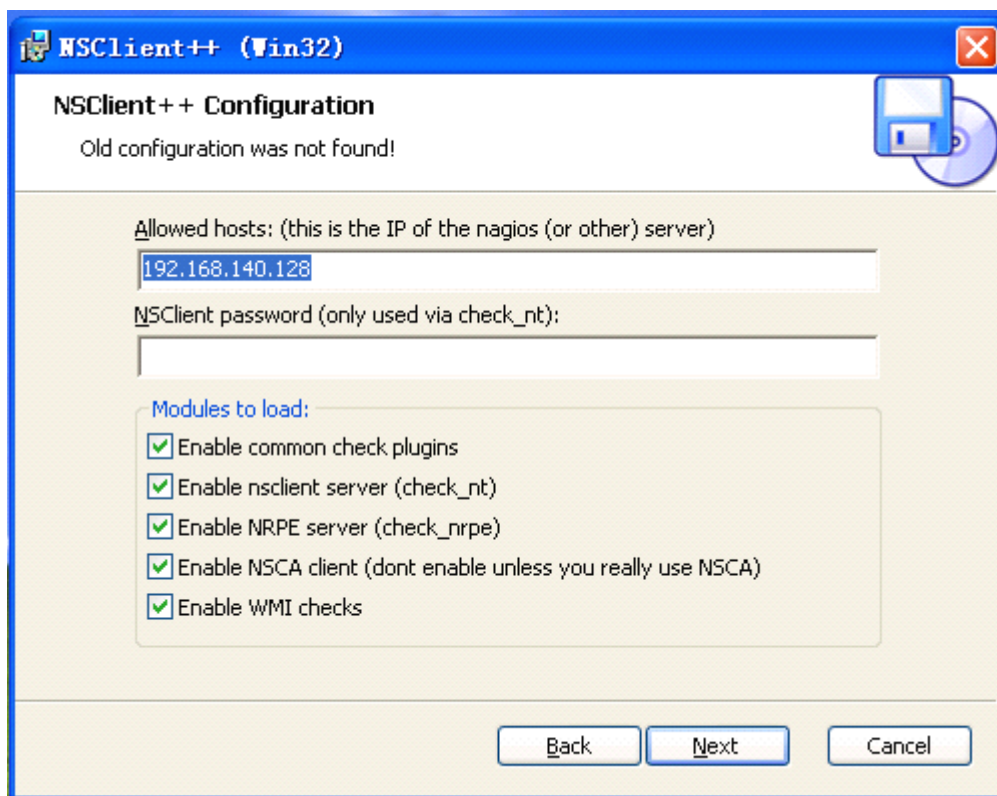 NSClient++ (Win32)
NSClient++ Configuration
Old configuration was not found!
Allowed hosts: (this is the IP of the nagios (or other) server)
192.168.140.128
NSClient password (only used via check_nt):
Modules to load:
Enable common check plugins
Enable nsclient server (check_nt)
Enable NRPE server (check_nrpe)
Enable NSCA client (dont enable unless you really use NSCA)
Enable WMI checks
Back Next Cancel